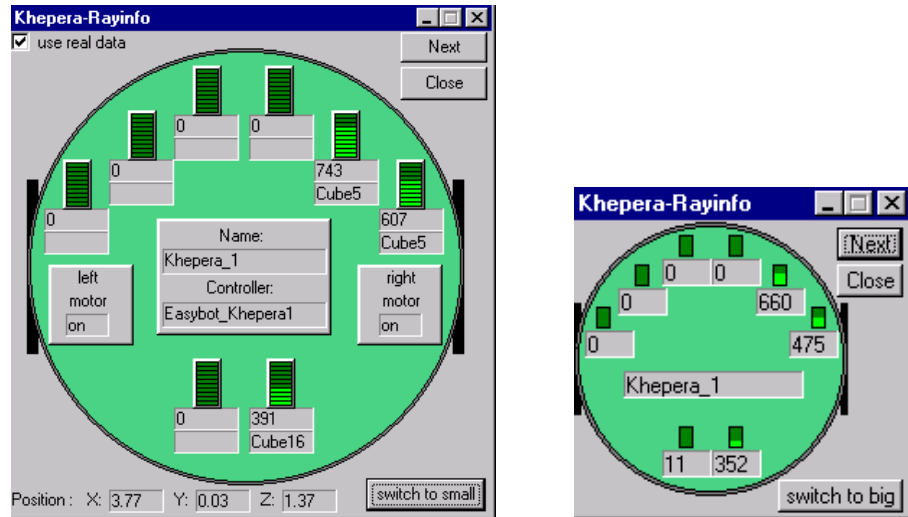 Khepera-Rayinfo
use real data
Next
Close
0
0
0
0
743
Cube5
607
Cube5
Name:
Khepera_1
Controller:
Easybot_Khepera1
left
motor
on
right
motor
on
0
391
Cube16
Position : X: 3.77 Y: 0.03 Z: 1.37
switch to small
Khepera-Rayinfo
Next
Close
0
0
0
0
660
475
Khepera_1
11
352
switch to big